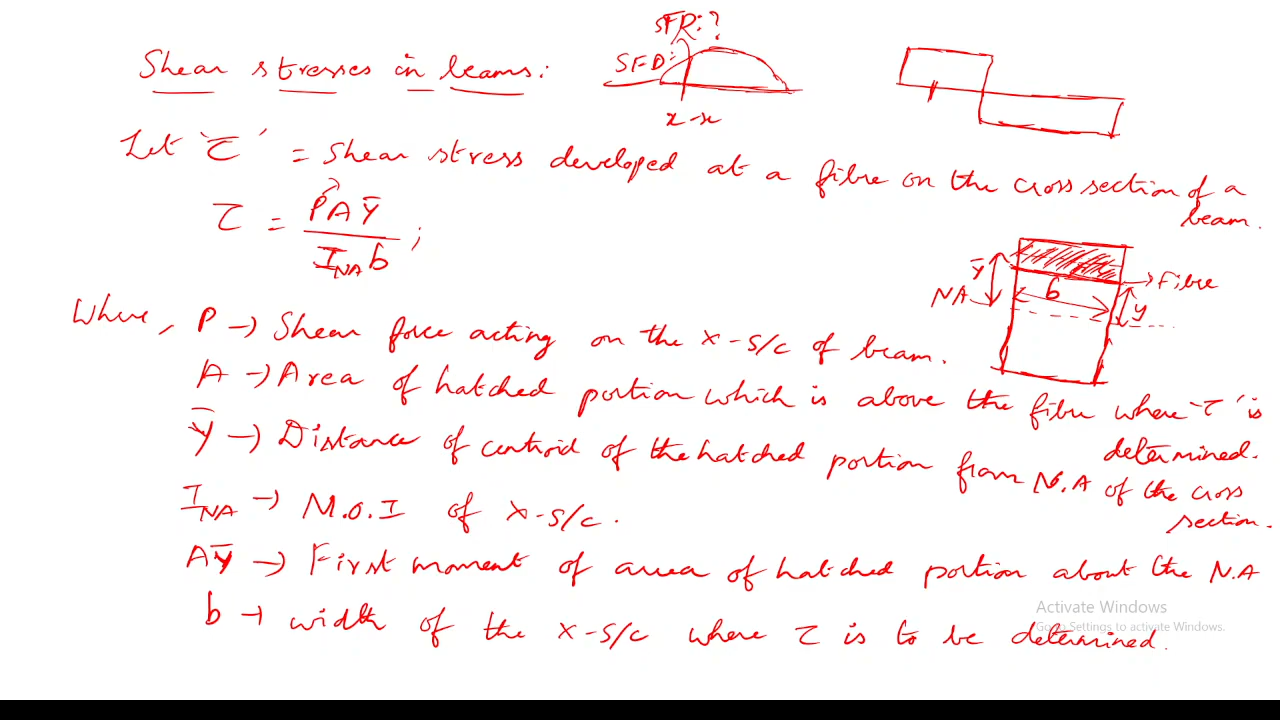 SFR:?
Shear stresses in beams:
SFD:
x-x
Let 'τ' = Shear stress developed at a fibre on the cross section of a beam.
τ = P A Ȳ / I_NA b ;
Ȳ
Fibre
NA
b
y
Where, P → Shear force acting on the X-S/C of beam.
A → Area of hatched portion which is above the fibre where 'τ' is determined.
Ȳ → Distance of centroid of the hatched portion from N.A of the cross section.
I_NA → M.O.I of X-S/C.
AȲ → First moment of area of hatched portion about the N.A
b → width of the X-S/C where τ is to be determined.
Activate Windows
Go to Settings to activate Windows.